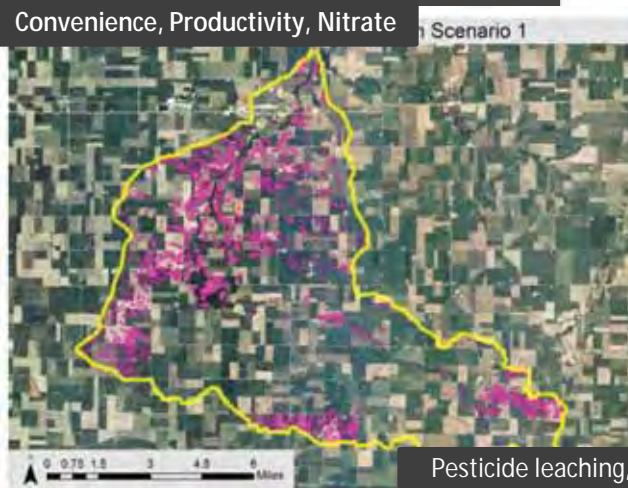 Convenience, Productivity, Nitrate
n Scenario 1
0 0.75 1.5 3 4.5 6
Miles
Pesticide leaching,